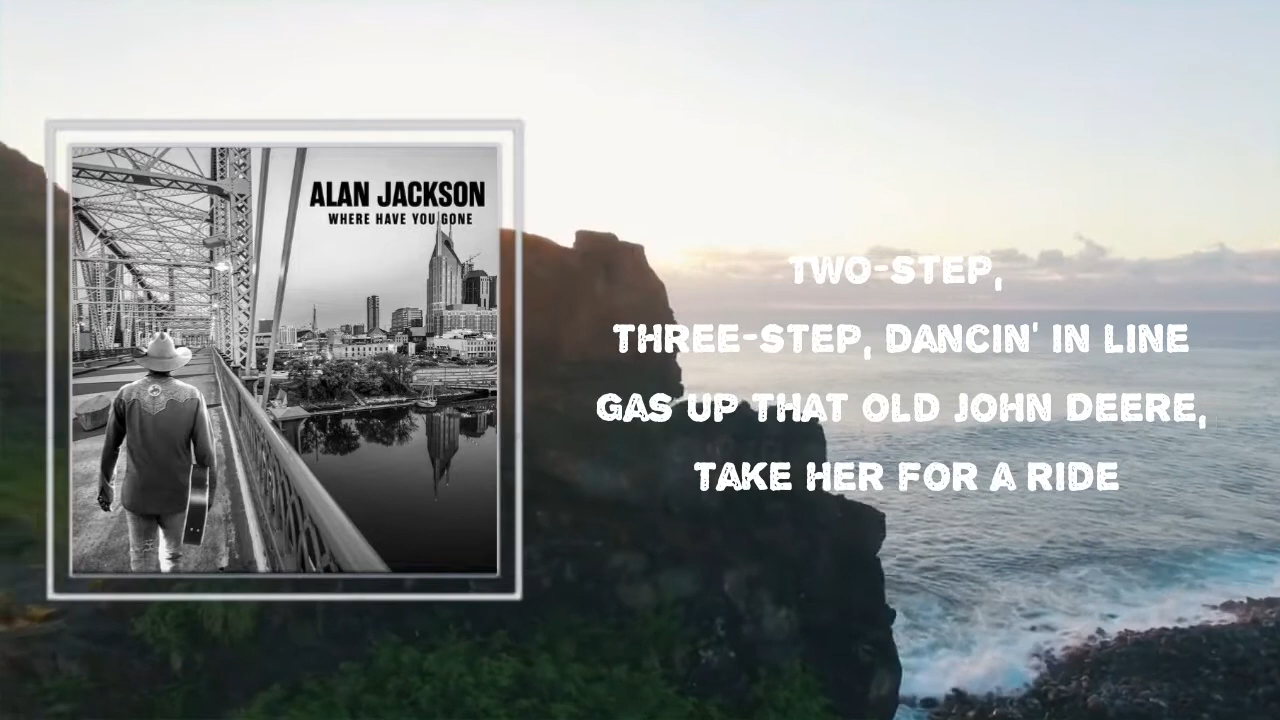 ALAN JACKSON
WHERE HAVE YOU GONE
TWO-STEP,
THREE-STEP, DANCIN' IN LINE
GAS UP THAT OLD JOHN DEERE,
TAKE HER FOR A RIDE